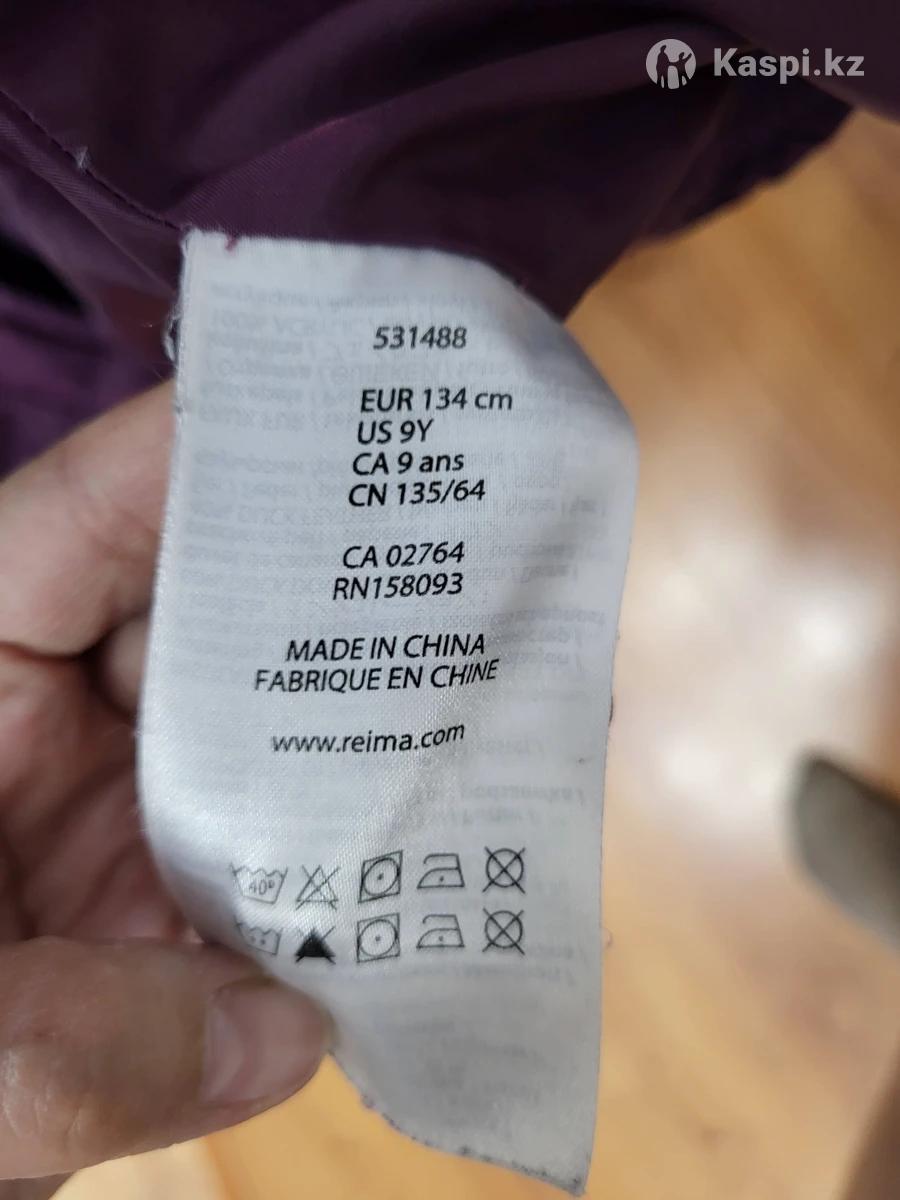 Kaspi.kz
531488
EUR 134 cm
US 9Y
CA 9 ans
CN 135/64
CA 02764
RN158093
MADE IN CHINA
FABRIQUE EN CHINE
www.reima.com
40º